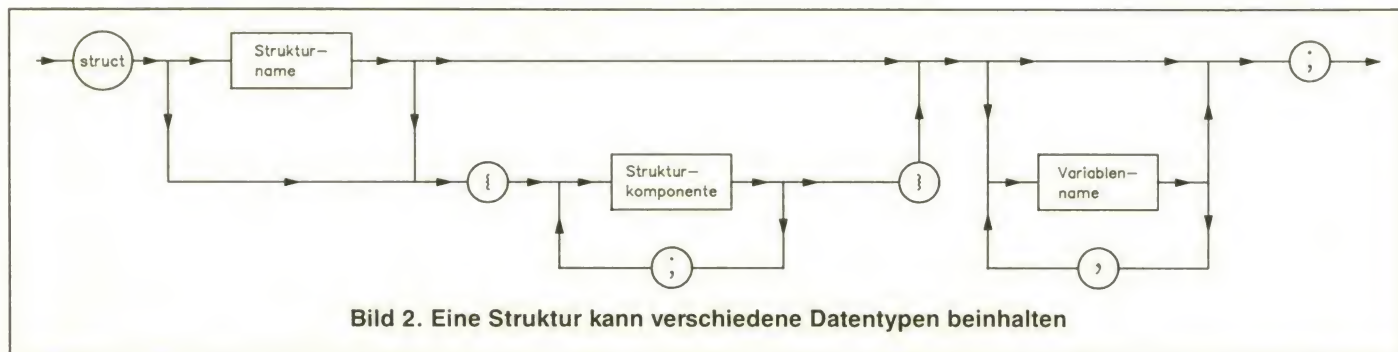 struct
Struktur-
name
;
{
Struktur-
komponente
}
Variablen-
name
;
,
Bild 2. Eine Struktur kann verschiedene Datentypen beinhalten